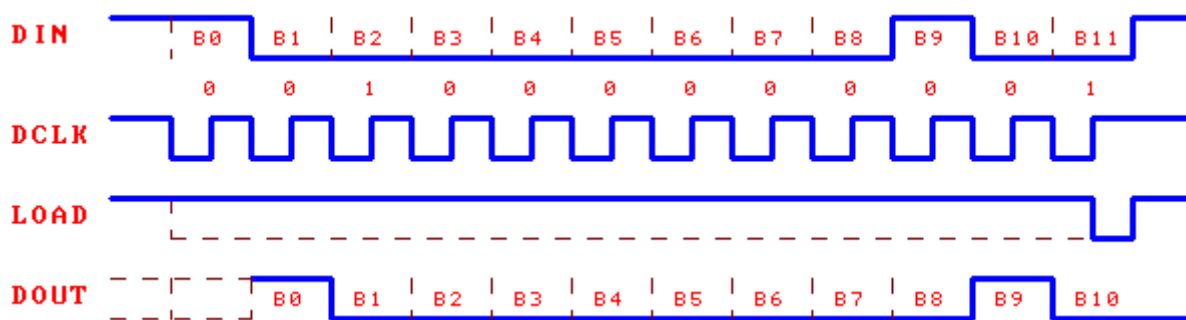 DIN B0 B1 B2 B3 B4 B5 B6 B7 B8 B9 B10 B11
0 0 1 0 0 0 0 0 0 0 0 1
DCLK
LOAD
DOUT B0 B1 B2 B3 B4 B5 B6 B7 B8 B9 B10